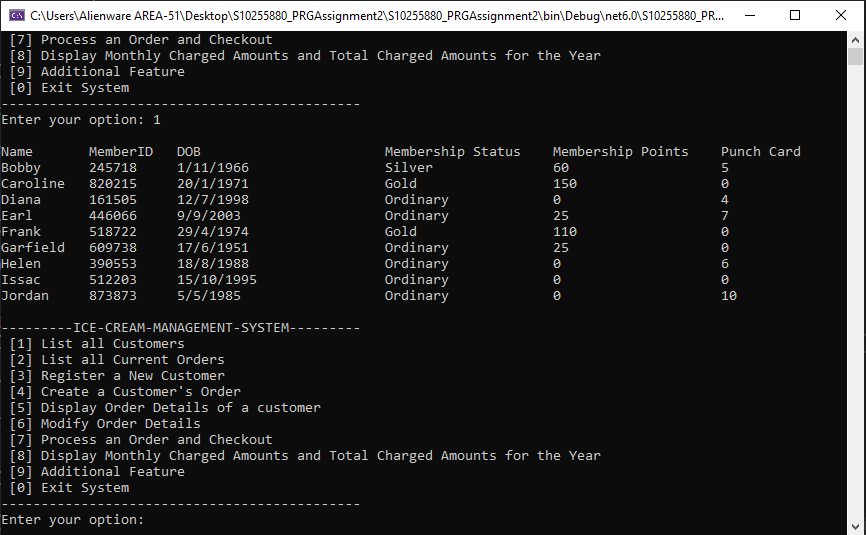 C:\Users\Alienware AREA-51\Desktop\S10255880_PRGAssignment2\S10255880_PRGAssignment2\bin\Debug\net6.0\S10255880_PR...
[7] Process an Order and Checkout
[8] Display Monthly Charged Amounts and Total Charged Amounts for the Year
[9] Additional Feature
[0] Exit System
---------------------------------------------
Enter your option: 1
Name MemberID DOB Membership Status Membership Points Punch Card
Bobby 245718 1/11/1966 Silver 60 5
Caroline 820215 20/1/1971 Gold 150 0
Diana 161505 12/7/1998 Ordinary 0 4
Earl 446066 9/9/2003 Ordinary 25 7
Frank 518722 29/4/1974 Gold 110 0
Garfield 609738 17/6/1951 Ordinary 25 0
Helen 390553 18/8/1988 Ordinary 0 6
Issac 512203 15/10/1995 Ordinary 0 0
Jordan 873873 5/5/1985 Ordinary 0 10
---------ICE-CREAM-MANAGEMENT-SYSTEM---------
[1] List all Customers
[2] List all Current Orders
[3] Register a New Customer
[4] Create a Customer's Order
[5] Display Order Details of a customer
[6] Modify Order Details
[7] Process an Order and Checkout
[8] Display Monthly Charged Amounts and Total Charged Amounts for the Year
[9] Additional Feature
[0] Exit System
---------------------------------------------
Enter your option: